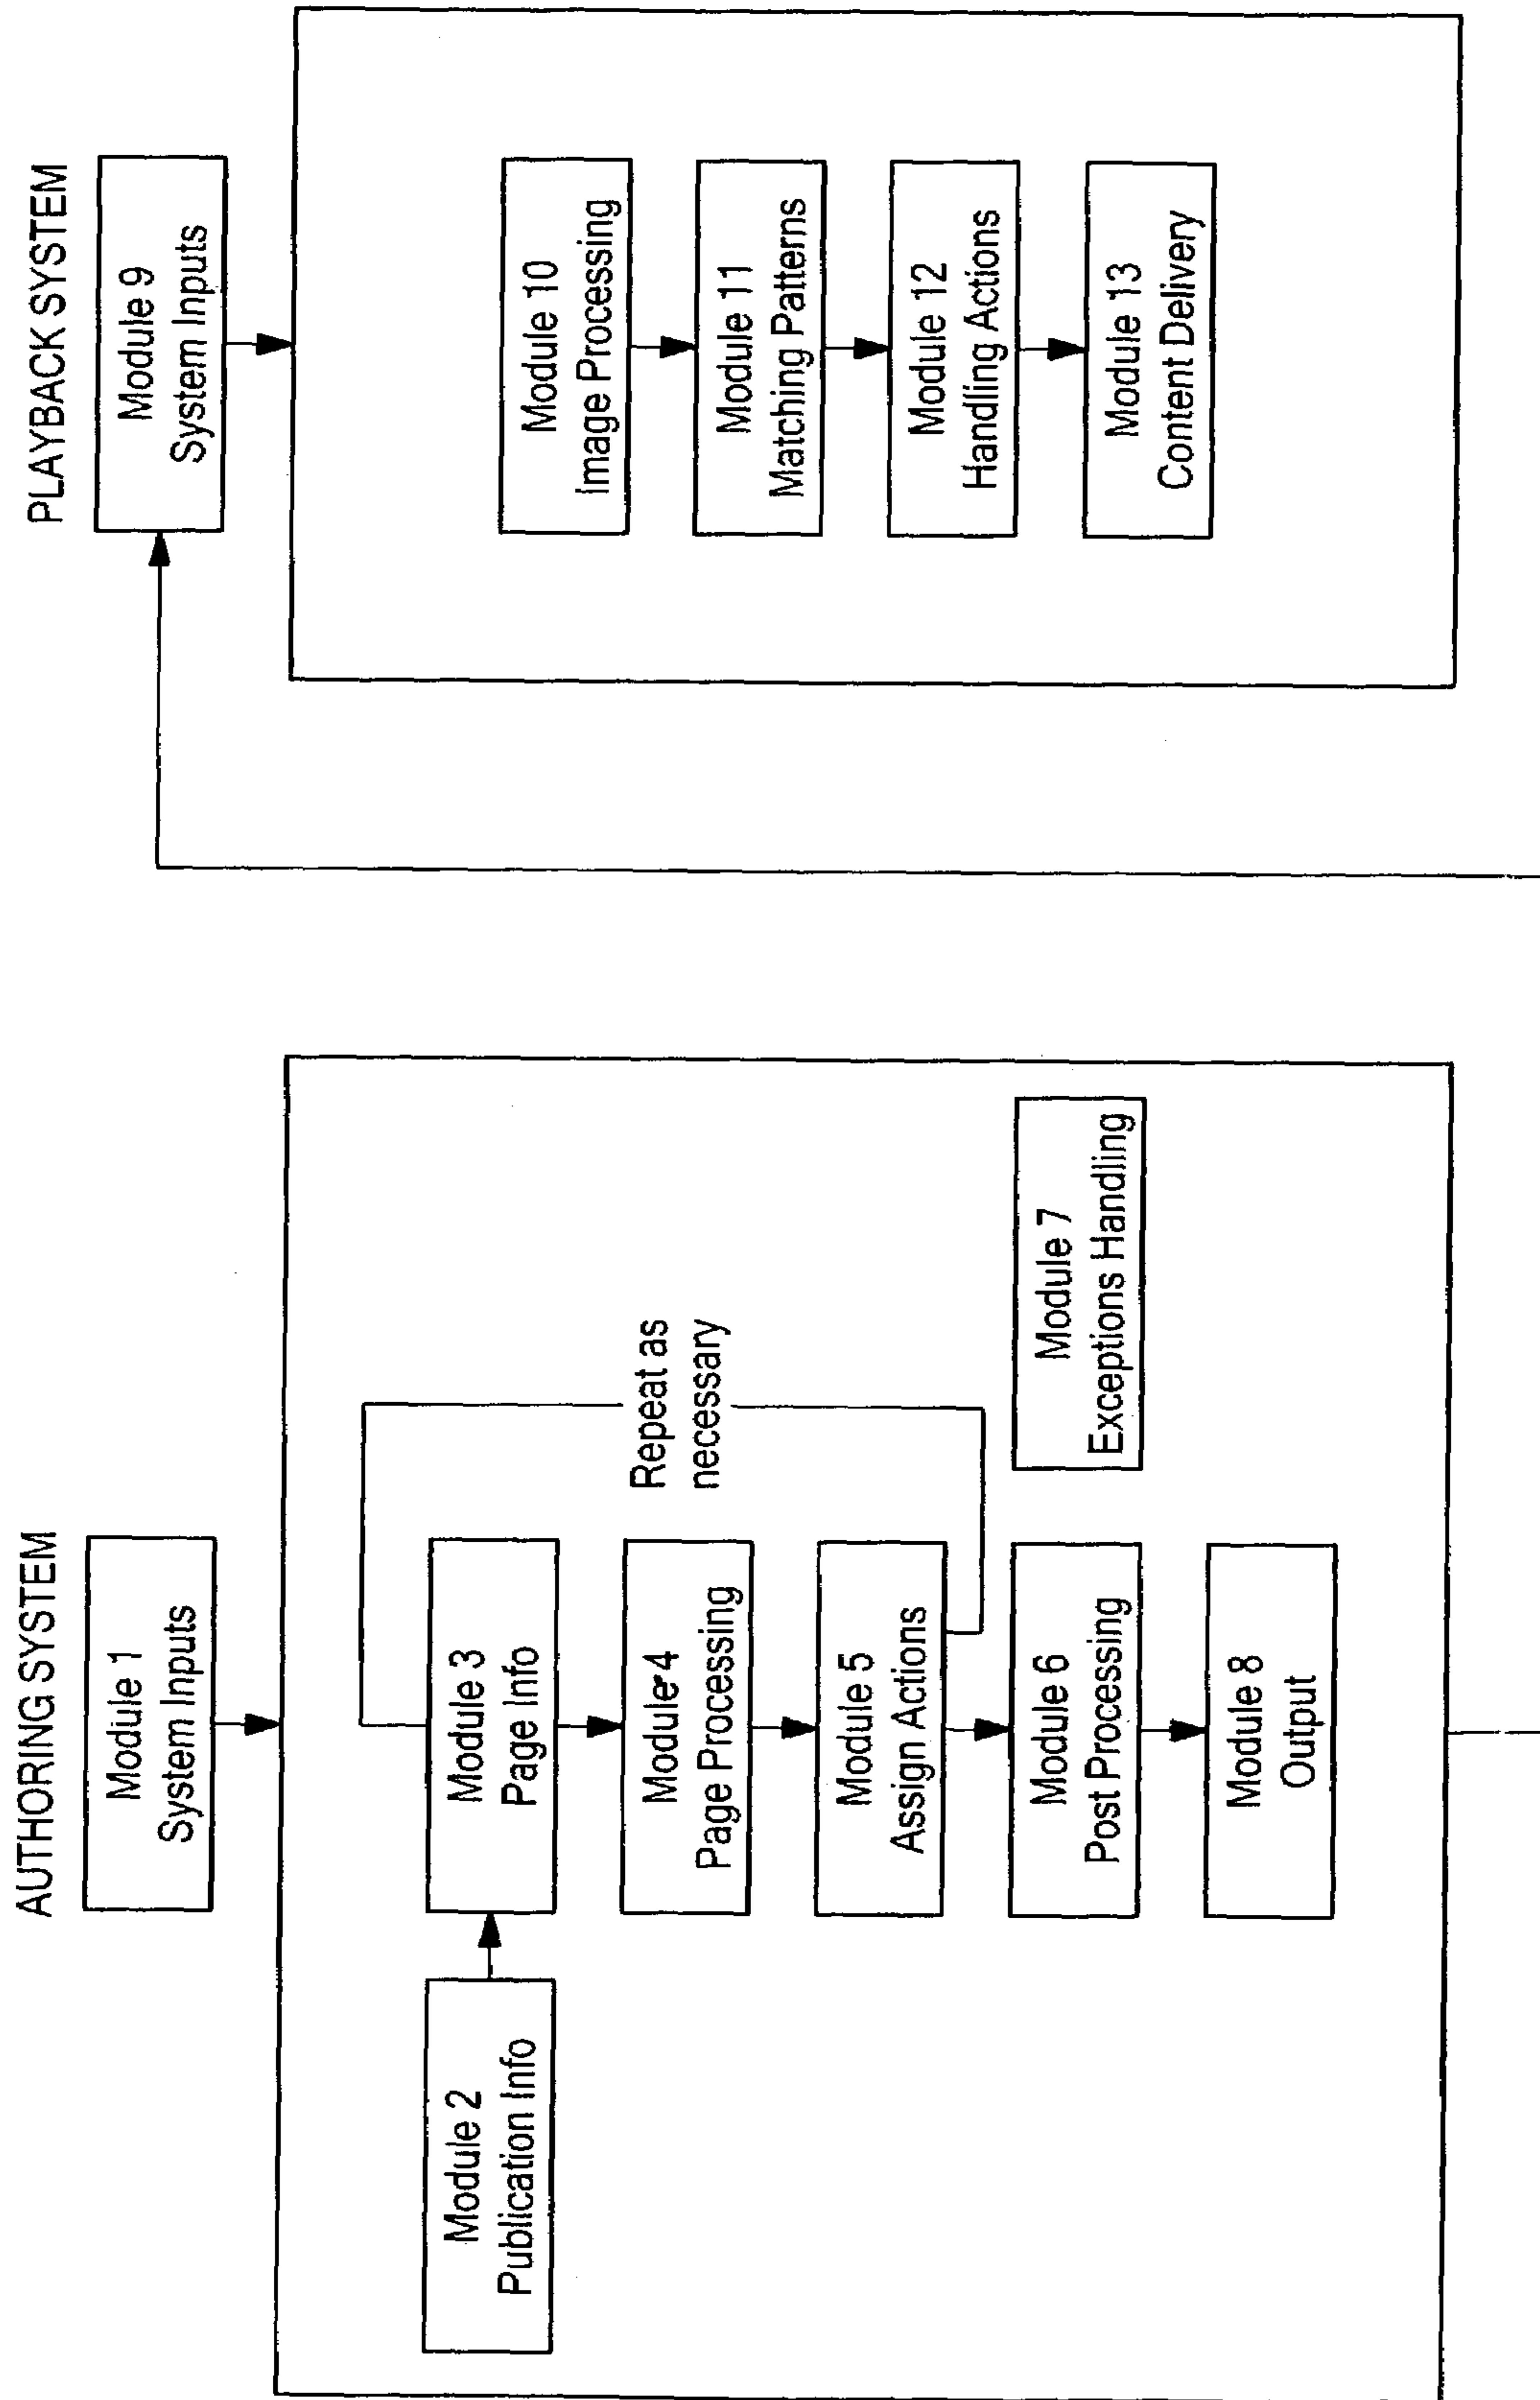 AUTHORING SYSTEM
Module 1
System Inputs
Module 2
Publication Info
Module 3
Page Info
Module 4
Page Processing
Module 5
Assign Actions
Repeat as
necessary
Module 6
Post Processing
Module 7
Exceptions Handling
Module 8
Output
PLAYBACK SYSTEM
Module 9
System Inputs
Module 10
Image Processing
Module 11
Matching Patterns
Module 12
Handling Actions
Module 13
Content Delivery